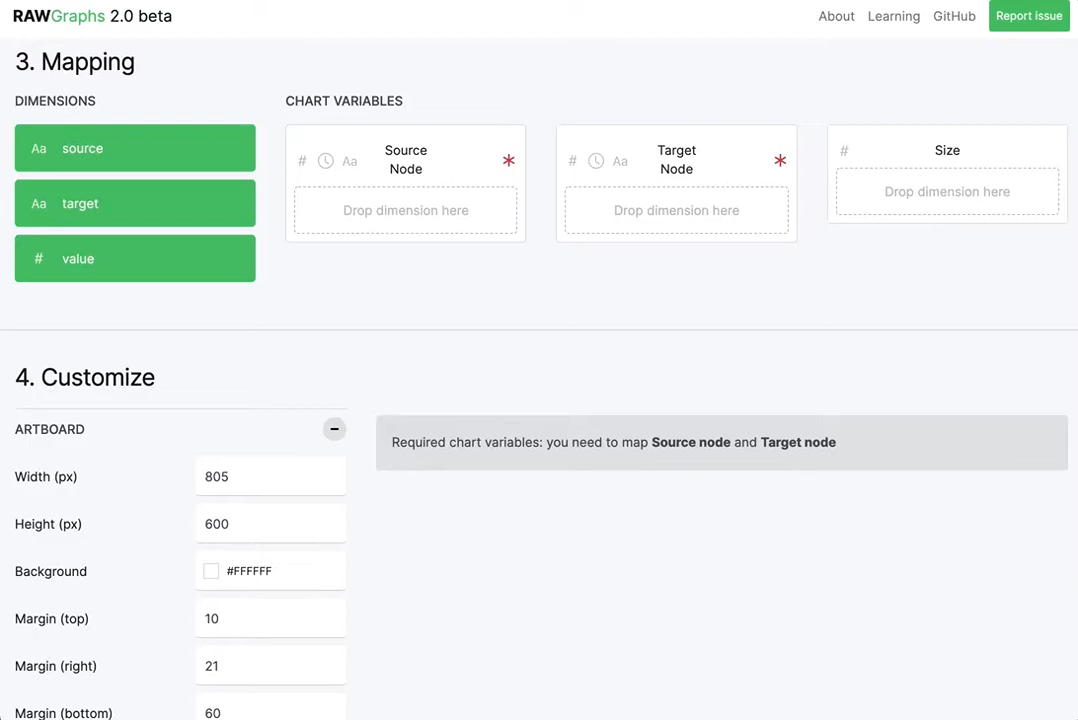 RAWGraphs 2.0 beta
About Learning GitHub Report issue
3. Mapping
DIMENSIONS
CHART VARIABLES
Aa source
Aa target
# value
# Aa Source Node *
Drop dimension here
# Aa Target Node *
Drop dimension here
# Size
Drop dimension here
4. Customize
ARTBOARD
Width (px) 805
Height (px) 600
Background #FFFFFF
Margin (top) 10
Margin (right) 21
Margin (bottom) 60
Required chart variables: you need to map Source node and Target node